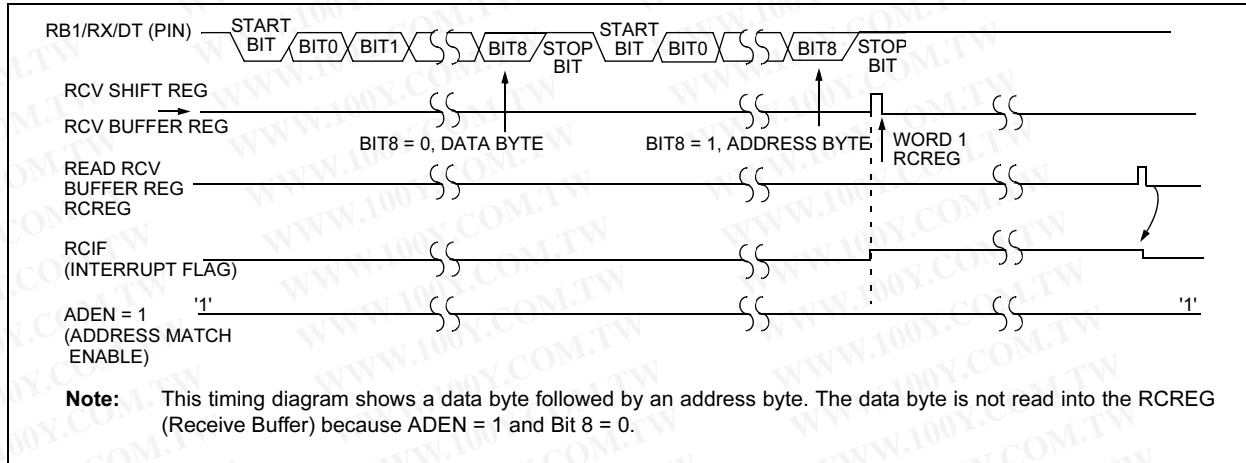 RB1/RX/DT (PIN)
START BIT
BIT0
BIT1
BIT8
STOP BIT
START BIT
BIT0
BIT8
STOP BIT
RCV SHIFT REG
RCV BUFFER REG
BIT8 = 0, DATA BYTE
BIT8 = 1, ADDRESS BYTE
WORD 1
RCREG
READ RCV
BUFFER REG
RCREG
RCIF
(INTERRUPT FLAG)
ADEN = 1
(ADDRESS MATCH
ENABLE)
'1'
'1'
Note: This timing diagram shows a data byte followed by an address byte. The data byte is not read into the RCREG
(Receive Buffer) because ADEN = 1 and Bit 8 = 0.
WWW.100Y.COM.TW